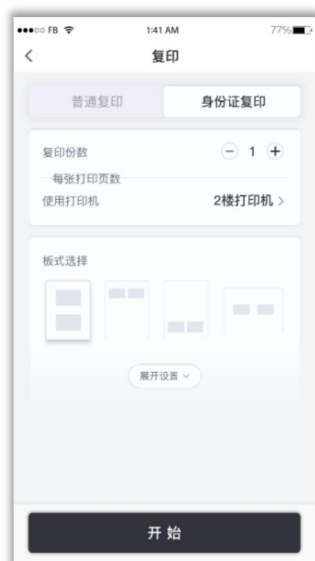 FB 1:41 AM 77%
复印
普通复印 身份证复印
复印份数 1
每张打印页数
使用打印机 2楼打印机
板式选择
展开设置
开始